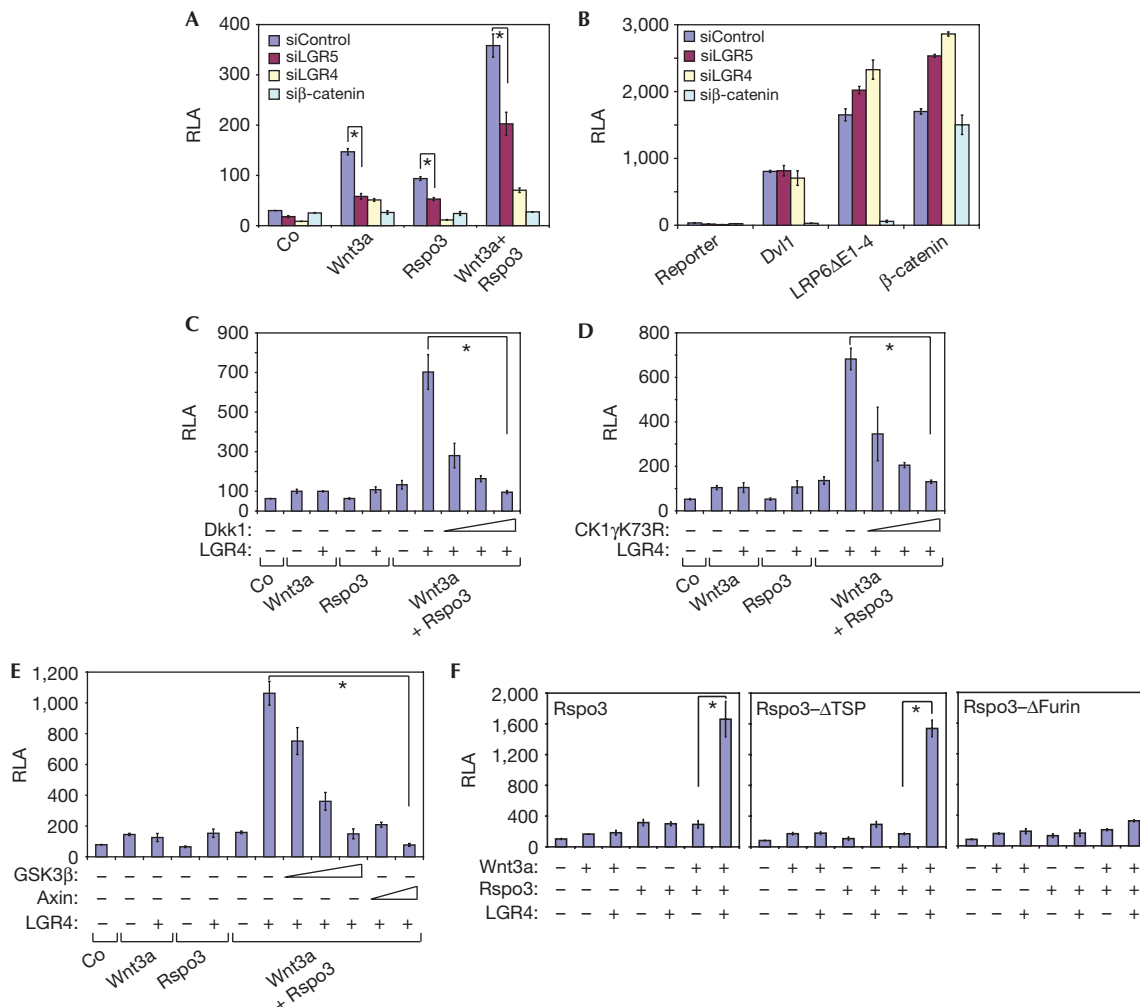 A
400
300
200
100
0
RLA
siControl
siLGR5
siLGR4
siβ-catenin
*
*
*
Co
Wnt3a
Rspo3
Wnt3a+
Rspo3
B
3,000
2,000
1,000
0
RLA
siControl
siLGR5
siLGR4
siβ-catenin
Reporter
Dvl1
LRP6ΔE1-4
β-catenin
C
900
700
500
300
100
0
RLA
*
Dkk1: – – – – – – –
LGR4: – – + – + – + + + +
Co
Wnt3a
Rspo3
Wnt3a
+ Rspo3
D
800
600
400
200
0
RLA
*
CK1γK73R: – – – – – – –
LGR4: – – + – + – + + + +
Co
Wnt3a
Rspo3
Wnt3a
+ Rspo3
E
1,200
1,000
800
600
400
200
0
RLA
*
GSK3β: – – – – – – – – –
Axin: – – – – – – – – – –
LGR4: – – + – + – + + + + + +
Co
Wnt3a
Rspo3
Wnt3a
+ Rspo3
F
2,000
1,600
1,200
800
400
0
RLA
Rspo3
*
Rspo3–ΔTSP
*
Rspo3–ΔFurin
Wnt3a: – + + – – + + – + + – – + + – + + – – + +
Rspo3: – – – + + + + – – – + + + + – – – + + + +
LGR4: – – + – + – + – – + – + – + – – + – + – +